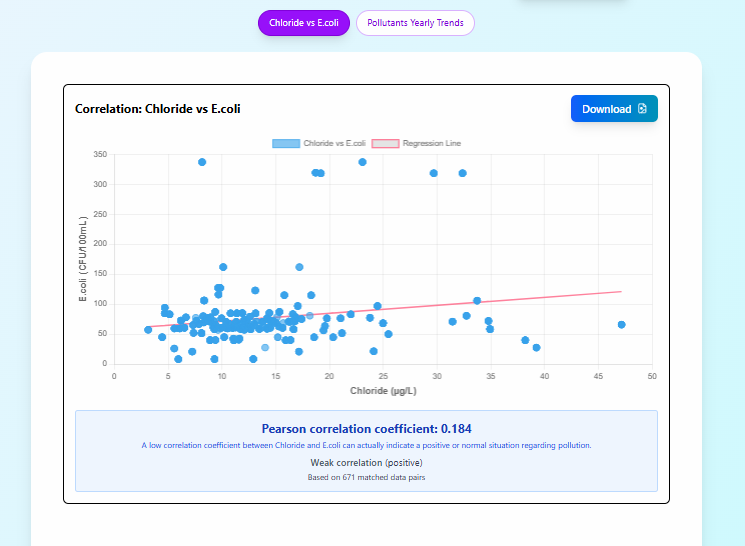 Chloride vs E.coli
Pollutants Yearly Trends
Correlation: Chloride vs E.coli
Download
Chloride vs E.coli
Regression Line
350
300
250
200
150
100
50
0
E.coli (CFU/100mL)
0 5 10 15 20 25 30 35 40 45 50
Chloride (µg/L)
Pearson correlation coefficient: 0.184
A low correlation coefficient between Chloride and E.coli can actually indicate a positive or normal situation regarding pollution.
Weak correlation (positive)
Based on 671 matched data pairs